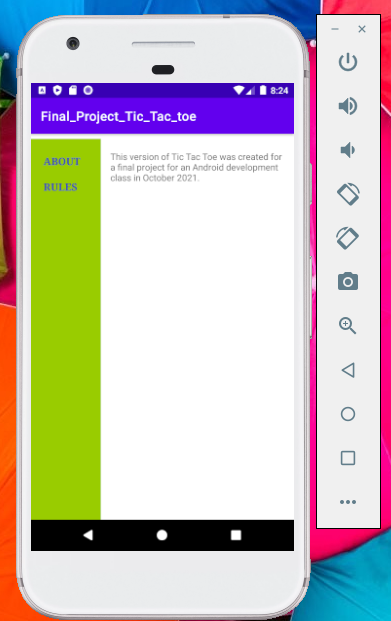 8:24
Final_Project_Tic_Tac_toe
ABOUT
RULES
This version of Tic Tac Toe was created for
a final project for an Android development
class in October 2021.